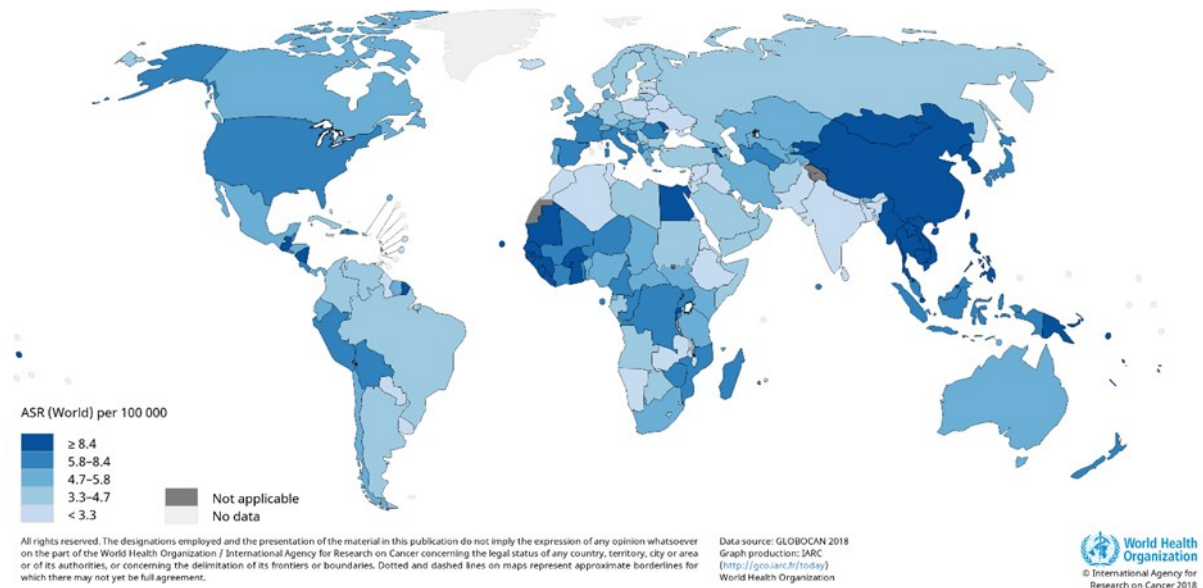 ASR (World) per 100 000
≥ 8.4
5.8–8.4
4.7–5.8
3.3–4.7
< 3.3
Not applicable
No data
All rights reserved. The designations employed and the presentation of the material in this publication do not imply the expression of any opinion whatsoever
on the part of the World Health Organization / International Agency for Research on Cancer concerning the legal status of any country, territory, city or area
or of its authorities, or concerning the delimitation of its frontiers or boundaries. Dotted and dashed lines on maps represent approximate borderlines for
which there may not yet be full agreement.
Data source: GLOBOCAN 2018
Graph production: IARC
(http://gco.iarc.fr/today)
World Health Organization
World Health
Organization
© International Agency for
Research on Cancer 2018